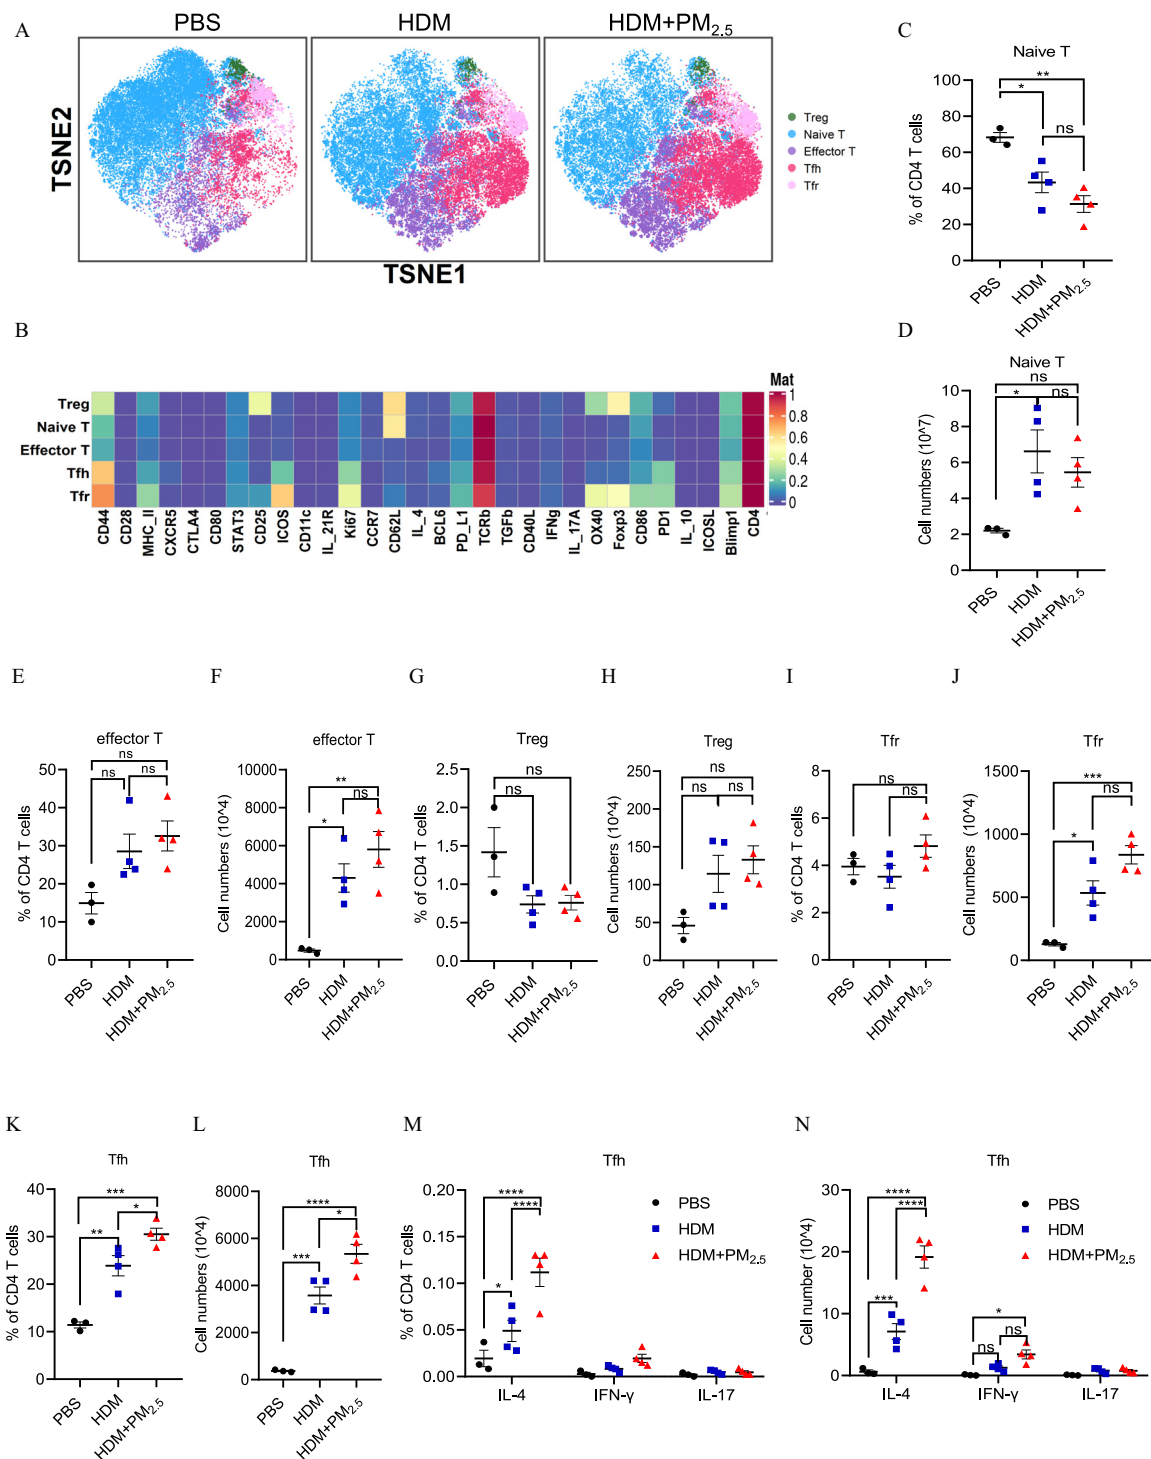 A
PBS
HDM
HDM+PM2.5
TSNE2
TSNE1
Treg
Naive T
Effector T
Tfh
Tfr
B
Mat
1
0.8
0.6
0.4
0.2
0
Treg
Naive T
Effector T
Tfh
Tfr
CD44
CD28
MHC_II
CXCR5
CTLA4
CD80
STAT3
CD25
ICOS
CD11c
IL_21R
Ki67
CCR7
CD62L
IL_4
BCL6
PD_L1
TCRb
TGFb
CD40L
IFNg
IL_17A
OX40
Foxp3
CD86
PD1
IL_10
ICOSL
Blimp1
CD4
C
Naive T
% of CD4 T cells
100
80
60
40
20
0
**
*
ns
PBS
HDM
HDM+PM2.5
D
Naive T
Cell numbers (10^7)
10
8
6
4
2
0
ns
*
ns
PBS
HDM
HDM+PM2.5
E
effector T
% of CD4 T cells
50
40
30
20
10
0
ns
ns
ns
PBS
HDM
HDM+PM2.5
F
effector T
Cell numbers (10^4)
10000
8000
6000
4000
2000
0
**
ns
*
PBS
HDM
HDM+PM2.5
G
Treg
% of CD4 T cells
2.5
2.0
1.5
1.0
0.5
0.0
ns
ns
PBS
HDM
HDM+PM2.5
H
Treg
Cell numbers (10^4)
250
200
150
100
50
0
ns
ns
ns
PBS
HDM
HDM+PM2.5
I
Tfr
% of CD4 T cells
8
6
4
2
0
ns
ns
PBS
HDM
HDM+PM2.5
J
Tfr
Cell numbers (10^4)
1500
1000
500
0
***
ns
*
PBS
HDM
HDM+PM2.5
K
Tfh
% of CD4 T cells
40
30
20
10
0
***
*
**
PBS
HDM
HDM+PM2.5
L
Tfh
Cell numbers (10^4)
8000
6000
4000
2000
0
****
*
***
PBS
HDM
HDM+PM2.5
M
Tfh
% of CD4 T cells
0.20
0.15
0.10
0.05
0.00
****
****
*
PBS
HDM
HDM+PM2.5
IL-4
IFN-γ
IL-17
N
Tfh
Cell number (10^4)
30
20
10
0
****
****
***
*
ns
ns
PBS
HDM
HDM+PM2.5
IL-4
IFN-γ
IL-17